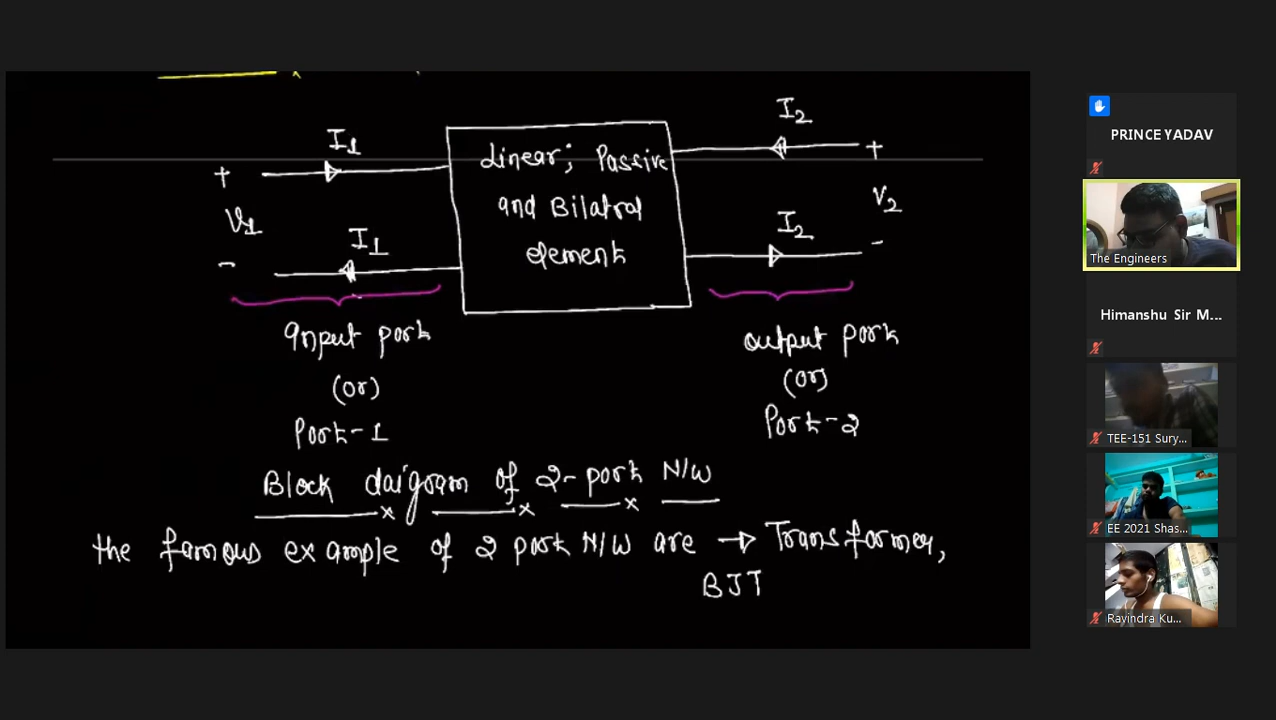 I1
I2
+
Linear; Passive
+
V1
and Bilatral
V2
I1
I2
-
element
-
Input port
output port
(or)
(or)
Port-1
Port-2
Block daigram of 2-port N/W
the famous example of 2 port N/W are → Transformer,
BJT
PRINCE YADAV
The Engineers
Himanshu Sir M...
TEE-151 Sury...
EE 2021 Shas...
Ravindra Ku...